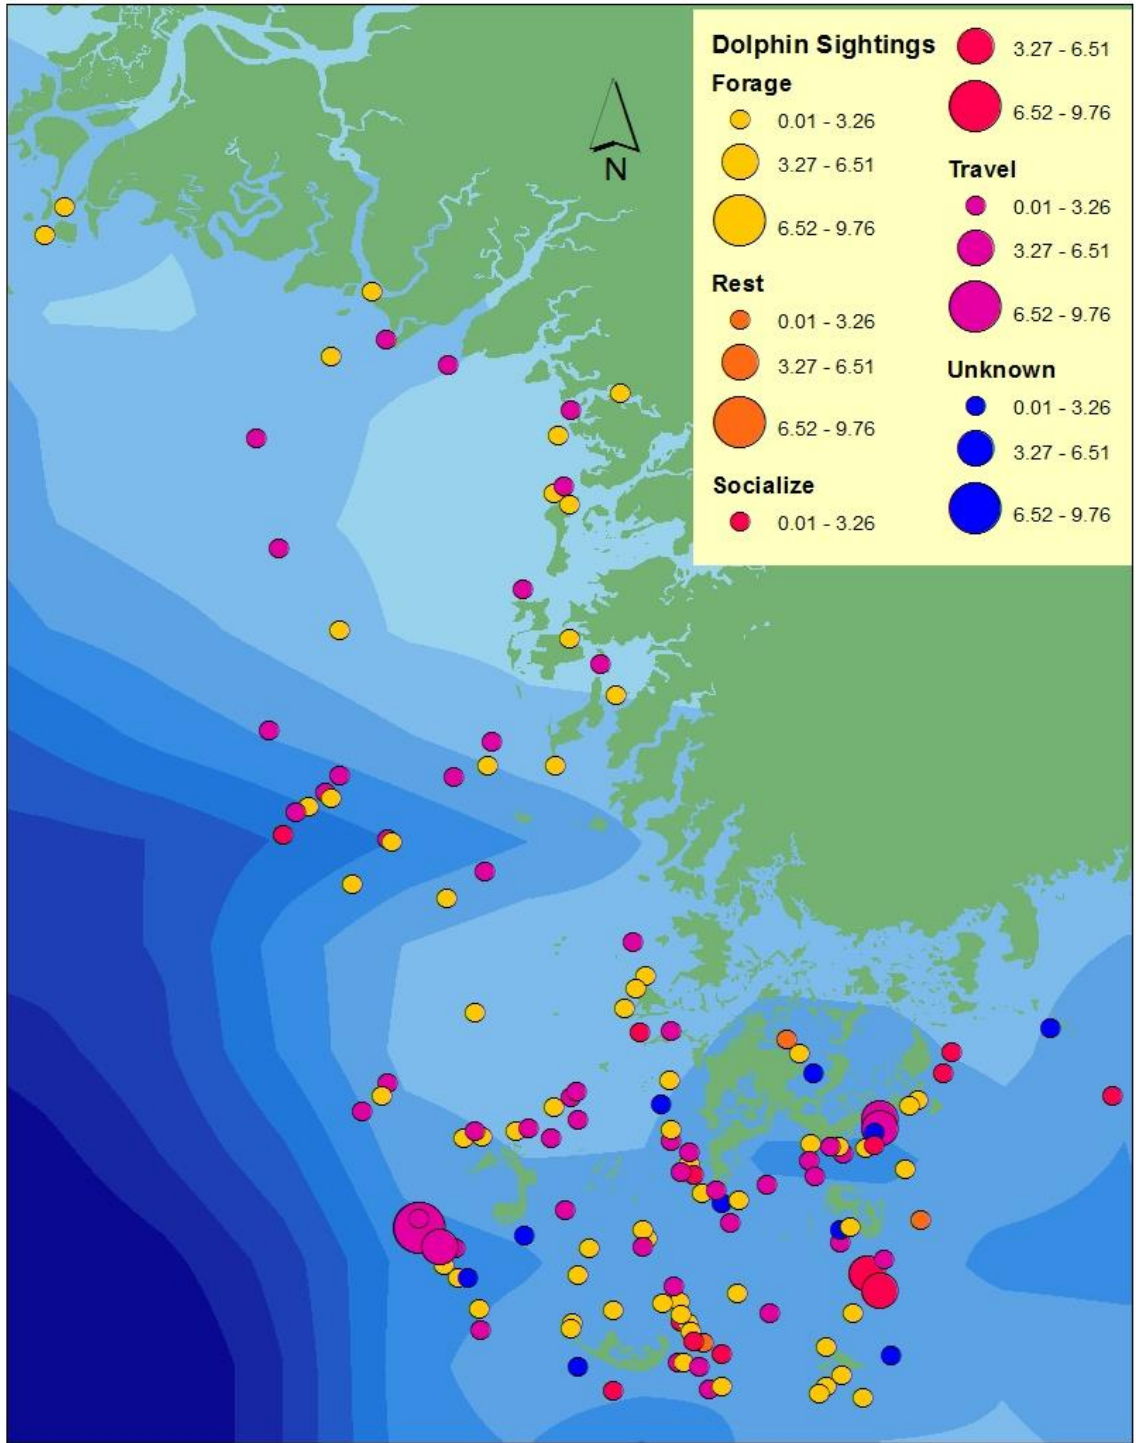 Dolphin Sightings
Forage
0.01 - 3.26
3.27 - 6.51
6.52 - 9.76
Rest
0.01 - 3.26
3.27 - 6.51
6.52 - 9.76
Socialize
0.01 - 3.26
3.27 - 6.51
6.52 - 9.76
Travel
0.01 - 3.26
3.27 - 6.51
6.52 - 9.76
Unknown
0.01 - 3.26
3.27 - 6.51
6.52 - 9.76
N